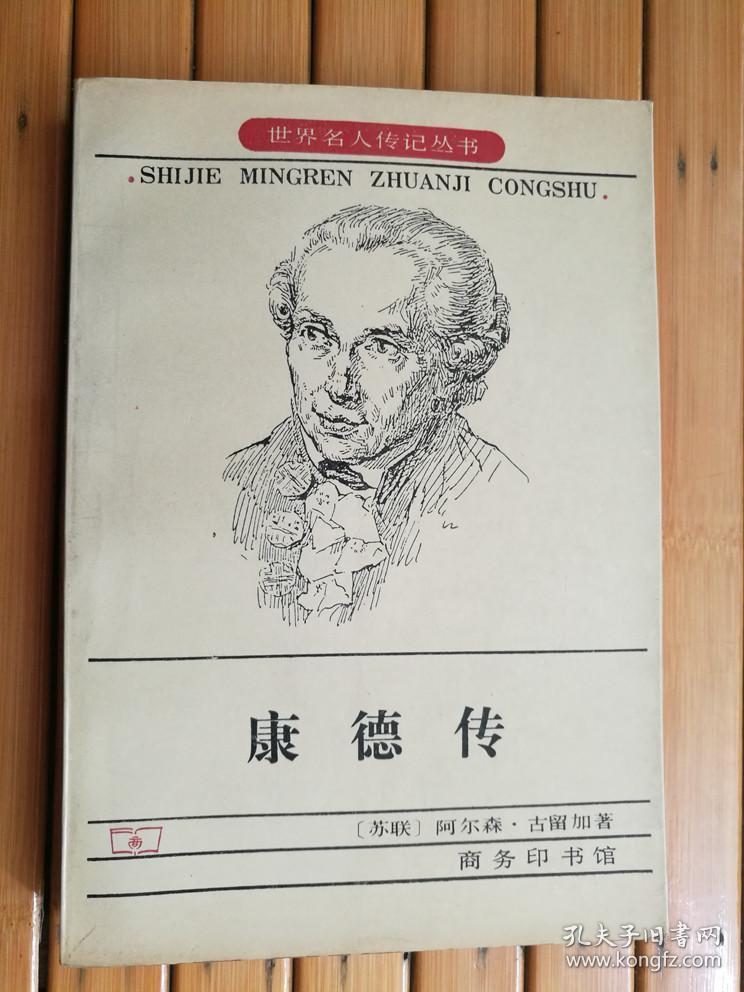 世界名人传记丛书
·SHIJIE MINGREN ZHUANJI CONGSHU·
康德传
〔苏联〕阿尔森·古留加著
商务印书馆
商
孔夫子旧书网
www.kongfz.com